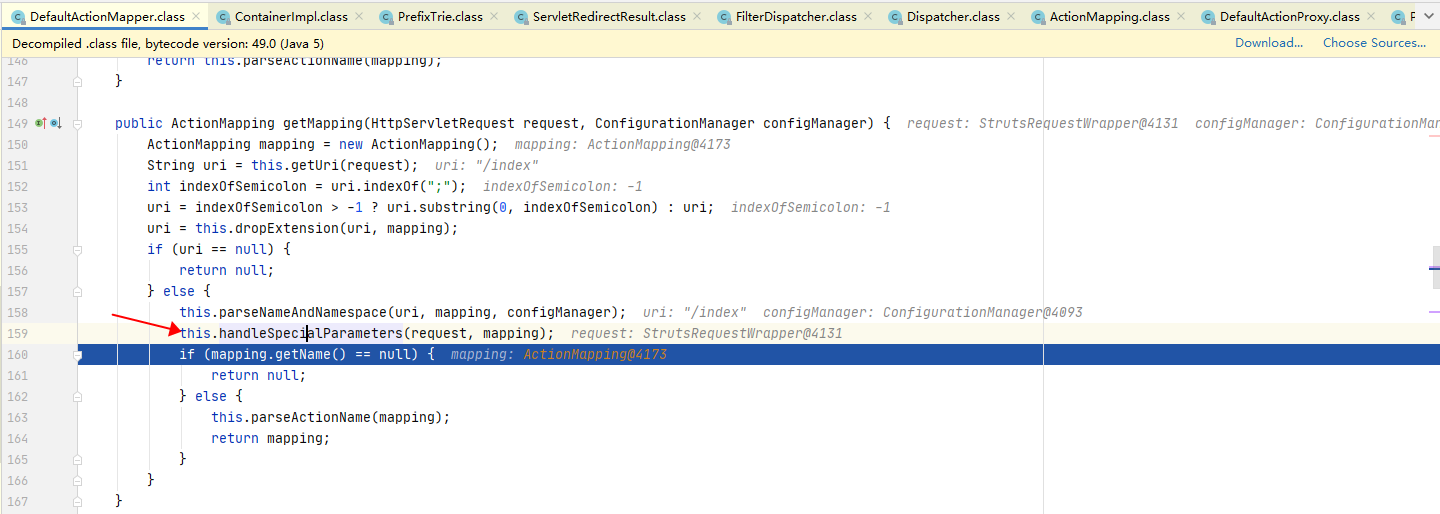 DefaultActionMapper.class ContainerImpl.class PrefixTrie.class ServletRedirectResult.class FilterDispatcher.class Dispatcher.class ActionMapping.class DefaultActionProxy.class
Decompiled .class file, bytecode version: 49.0 (Java 5) Download... Choose Sources...
146 return this.parseActionName(mapping);
147 }
148
149 public ActionMapping getMapping(HttpServletRequest request, ConfigurationManager configManager) { request: StrutsRequestWrapper@4131 configManager: ConfigurationMan
150 ActionMapping mapping = new ActionMapping(); mapping: ActionMapping@4173
151 String uri = this.getUri(request); uri: "/index"
152 int indexOfSemicolon = uri.indexOf(";"); indexOfSemicolon: -1
153 uri = indexOfSemicolon > -1 ? uri.substring(0, indexOfSemicolon) : uri; indexOfSemicolon: -1
154 uri = this.dropExtension(uri, mapping);
155 if (uri == null) {
156 return null;
157 } else {
158 this.parseNameAndNamespace(uri, mapping, configManager); uri: "/index" configManager: ConfigurationManager@4093
159 this.handleSpecialParameters(request, mapping); request: StrutsRequestWrapper@4131
160 if (mapping.getName() == null) { mapping: ActionMapping@4173
161 return null;
162 } else {
163 this.parseActionName(mapping);
164 return mapping;
165 }
166 }
167 }